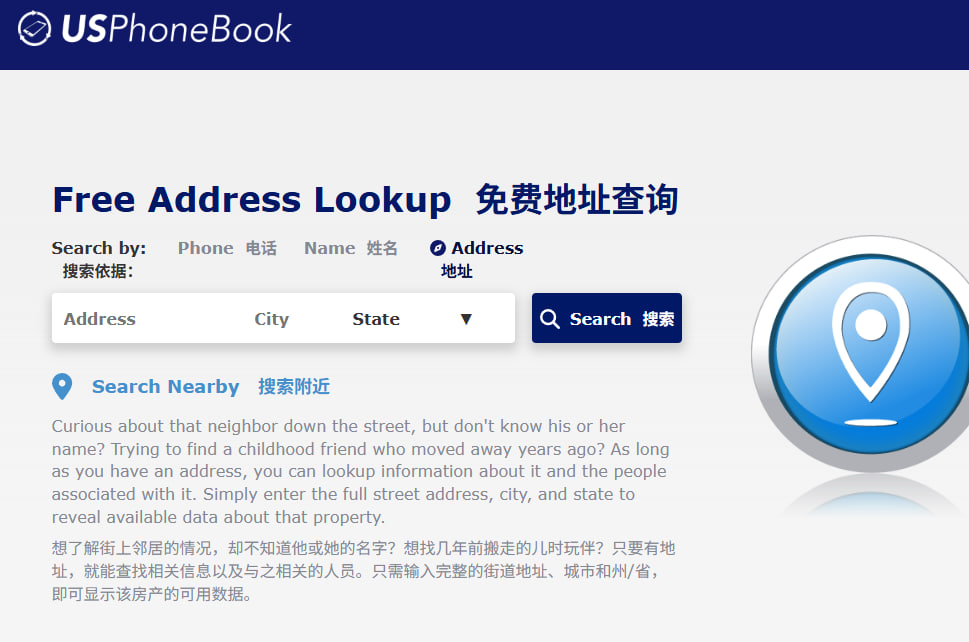 USPhoneBook
Free Address Lookup 免费地址查询
Search by: Phone 电话 Name 姓名 Address
搜索依据： 地址
Address City State ▼ Search 搜索
Search Nearby 搜索附近
Curious about that neighbor down the street, but don't know his or her
name? Trying to find a childhood friend who moved away years ago? As long
as you have an address, you can lookup information about it and the people
associated with it. Simply enter the full street address, city, and state to
reveal available data about that property.
想了解街上邻居的情况，却不知道他或她的名字？想找几年前搬走的儿时玩伴？只要有地
址，就能查找相关信息以及与之相关的人员。只需输入完整的街道地址、城市和州/省，
即可显示该房产的可用数据。